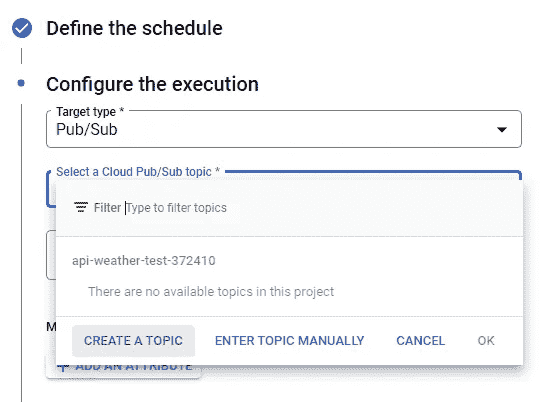 Define the schedule
Configure the execution
Target type *
Pub/Sub
Select a Cloud Pub/Sub topic *
Filter Type to filter topics
api-weather-test-372410
There are no available topics in this project
M
CREATE A TOPIC ENTER TOPIC MANUALLY CANCEL OK
+ ADD AN ATTRIBUTE